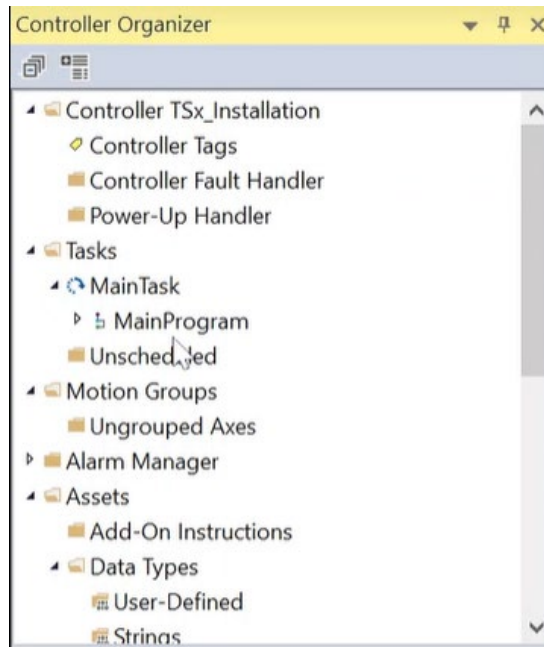 Controller Organizer
Controller TSx_Installation
Controller Tags
Controller Fault Handler
Power-Up Handler
Tasks
MainTask
MainProgram
Unscheduled
Motion Groups
Ungrouped Axes
Alarm Manager
Assets
Add-On Instructions
Data Types
User-Defined
Strings